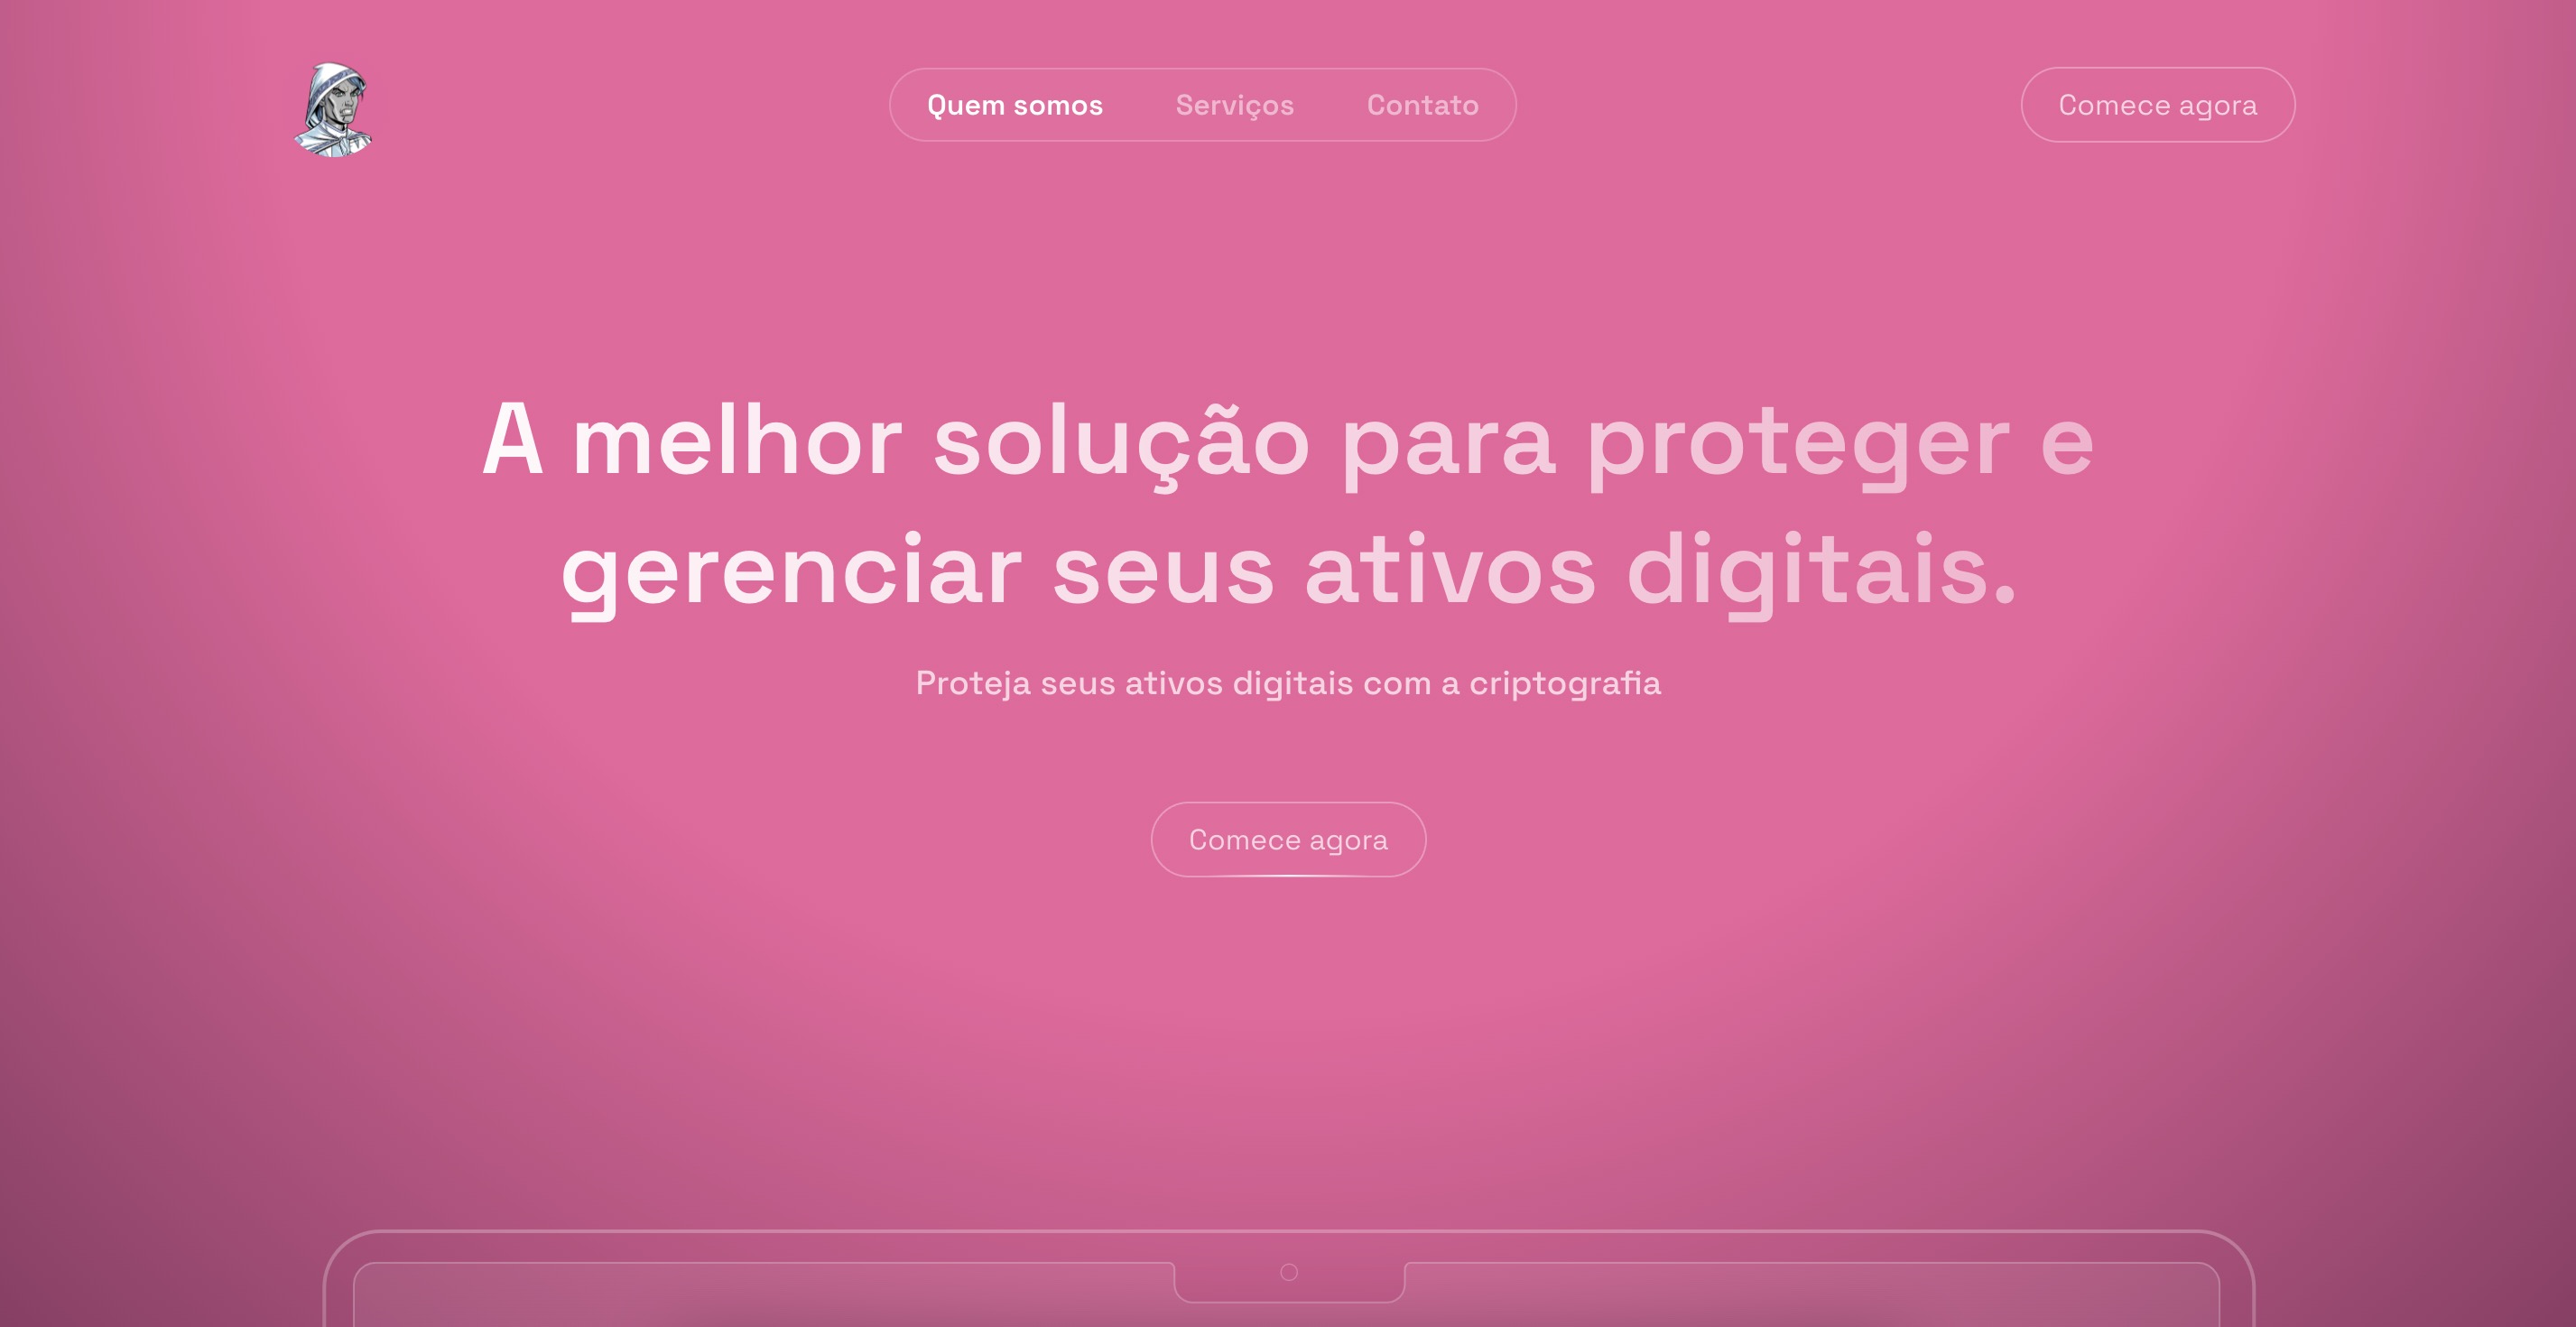 Quem somos
Serviços
Contato
Comece agora
A melhor solução para proteger e
gerenciar seus ativos digitais.
Proteja seus ativos digitais com a criptografia
Comece agora